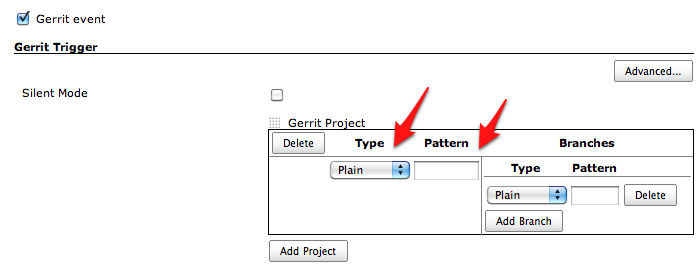 Gerrit event
Gerrit Trigger
Advanced...
Silent Mode
Gerrit Project
Delete Type Pattern Branches
Type Pattern
Plain
Plain Delete
Add Branch
Add Project